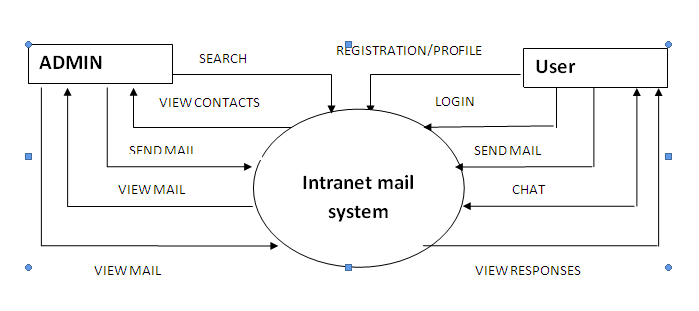 REGISTRATION/PROFILE
ADMIN
SEARCH
User
VIEW CONTACTS
LOGIN
SEND MAIL
SEND MAIL
Intranet mail
system
VIEW MAIL
CHAT
VIEW MAIL
VIEW RESPONSES